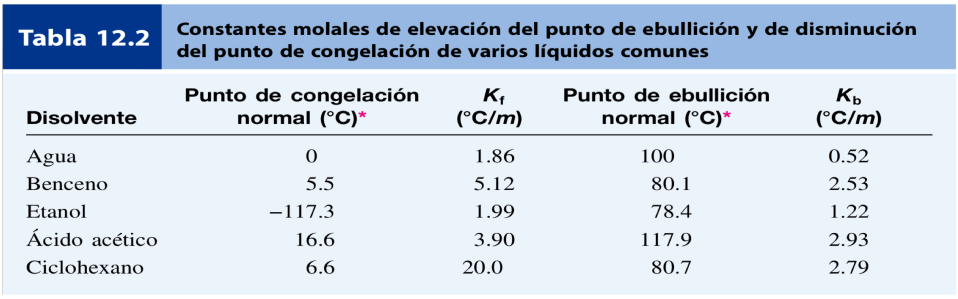 Tabla 12.2
Constantes molales de elevación del punto de ebullición y de disminución
del punto de congelación de varios líquidos comunes
Punto de congelación Kf Punto de ebullición Kb
Disolvente normal (°C)* (°C/m) normal (°C)* (°C/m)
Agua 0 1.86 100 0.52
Benceno 5.5 5.12 80.1 2.53
Etanol −117.3 1.99 78.4 1.22
Ácido acético 16.6 3.90 117.9 2.93
Ciclohexano 6.6 20.0 80.7 2.79